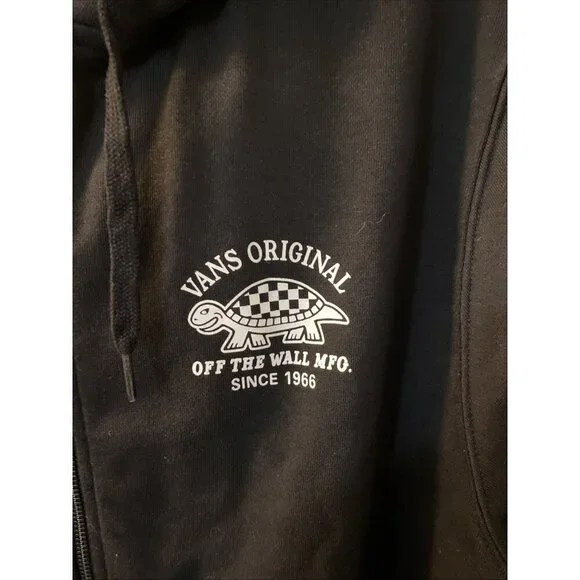 VANS ORIGINAL
OFF THE WALL MFG.
SINCE 1966